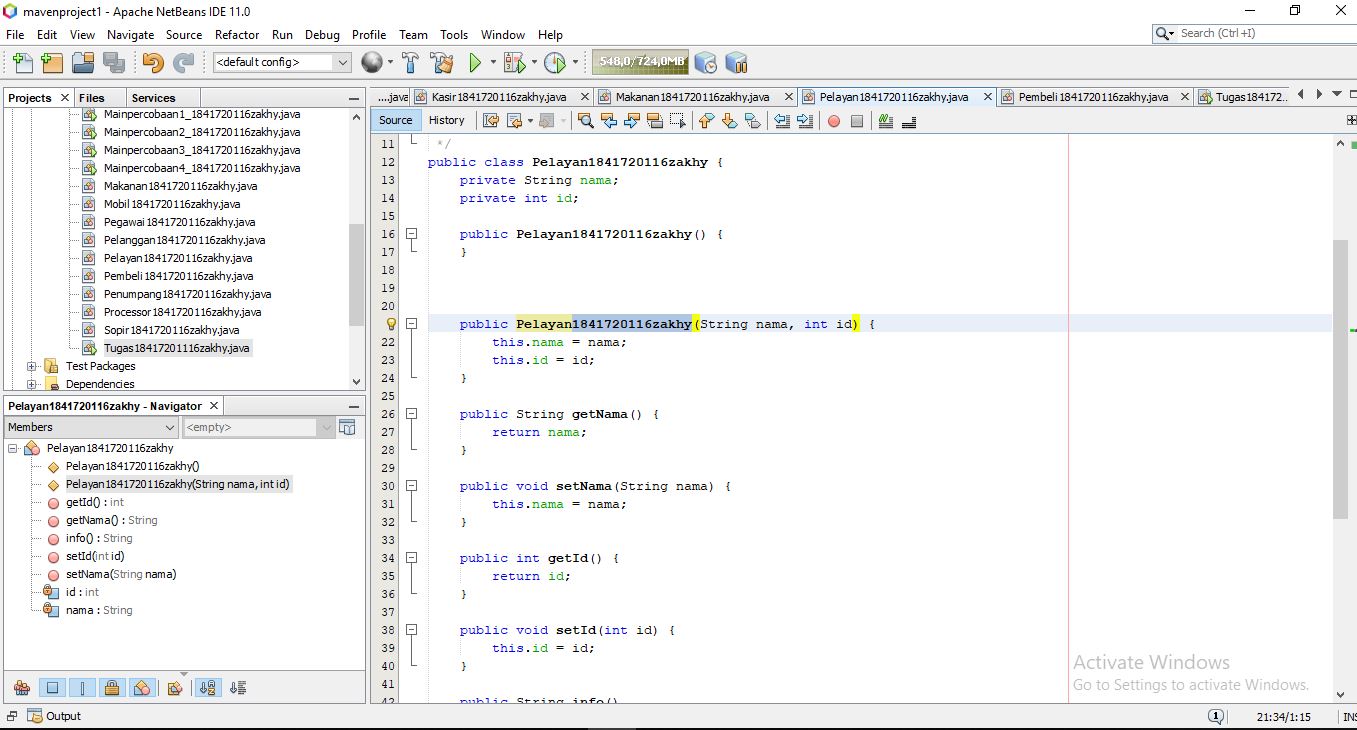 mavenproject1 - Apache NetBeans IDE 11.0
File Edit View Navigate Source Refactor Run Debug Profile Team Tools Window Help
Search (Ctrl+I)
<default config>
548,0/724,0MB
Projects Files Services
Mainpercobaan1_1841720116zakhy.java
Mainpercobaan2_1841720116zakhy.java
Mainpercobaan3_1841720116zakhy.java
Mainpercobaan4_1841720116zakhy.java
Makanan1841720116zakhy.java
Mobil1841720116zakhy.java
Pegawai1841720116zakhy.java
Pelanggan1841720116zakhy.java
Pelayan1841720116zakhy.java
Pembeli1841720116zakhy.java
Penumpang1841720116zakhy.java
Processor1841720116zakhy.java
Sopir1841720116zakhy.java
Tugas18417201116zakhy.java
Test Packages
Dependencies
Pelayan1841720116zakhy - Navigator
Members <empty>
Pelayan1841720116zakhy
Pelayan1841720116zakhy()
Pelayan1841720116zakhy(String nama, int id)
getId() : int
getNama() : String
info() : String
setId(int id)
setNama(String nama)
id : int
nama : String
Output
....java Kasir1841720116zakhy.java Makanan1841720116zakhy.java Pelayan1841720116zakhy.java Pembeli1841720116zakhy.java Tugas184172...
Source History
11 */
12 public class Pelayan1841720116zakhy {
13 private String nama;
14 private int id;
15
16 public Pelayan1841720116zakhy() {
17 }
18
19
20
public Pelayan1841720116zakhy(String nama, int id) {
22 this.nama = nama;
23 this.id = id;
24 }
25
26 public String getNama() {
27 return nama;
28 }
29
30 public void setNama(String nama) {
31 this.nama = nama;
32 }
33
34 public int getId() {
35 return id;
36 }
37
38 public void setId(int id) {
39 this.id = id;
40 }
41
42 public String info()
Activate Windows
Go to Settings to activate Windows.
1 21:34/1:15 INS